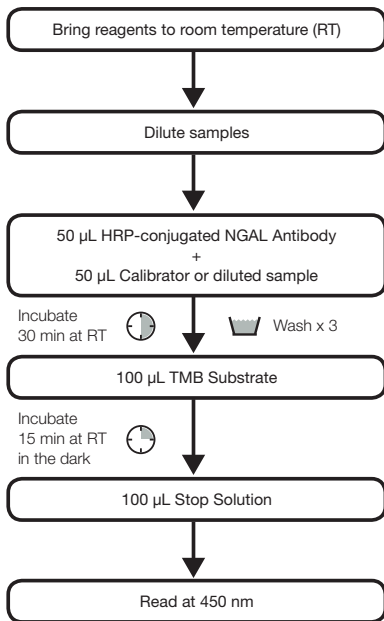 Bring reagents to room temperature (RT)
Dilute samples
50 µL HRP-conjugated NGAL Antibody
+
50 µL Calibrator or diluted sample
Incubate
30 min at RT
Wash x 3
100 µL TMB Substrate
Incubate
15 min at RT
in the dark
100 µL Stop Solution
Read at 450 nm